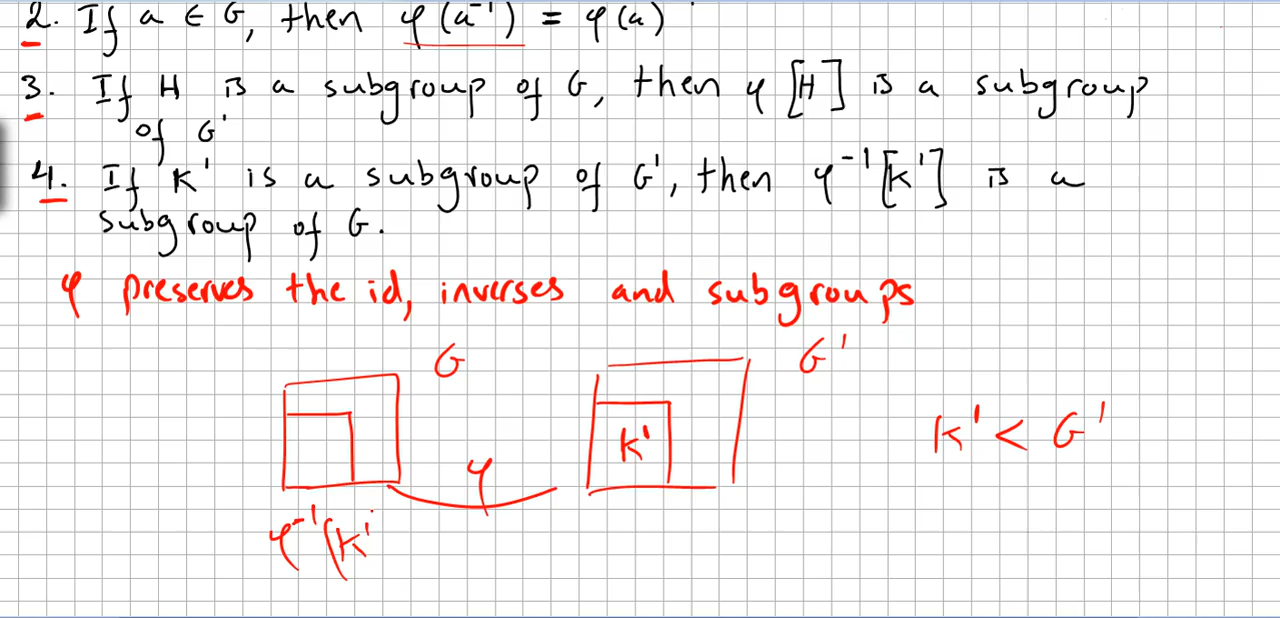 2. If a ∈ G, then φ(a⁻¹) = φ(a)
3. If H is a subgroup of G, then φ[H] is a subgroup
of G'
4. If K' is a subgroup of G', then φ⁻¹[K'] is a
subgroup of G.
φ preserves the id, inverses and subgroups
G
G'
K'
K' < G'
φ
φ⁻¹(K'